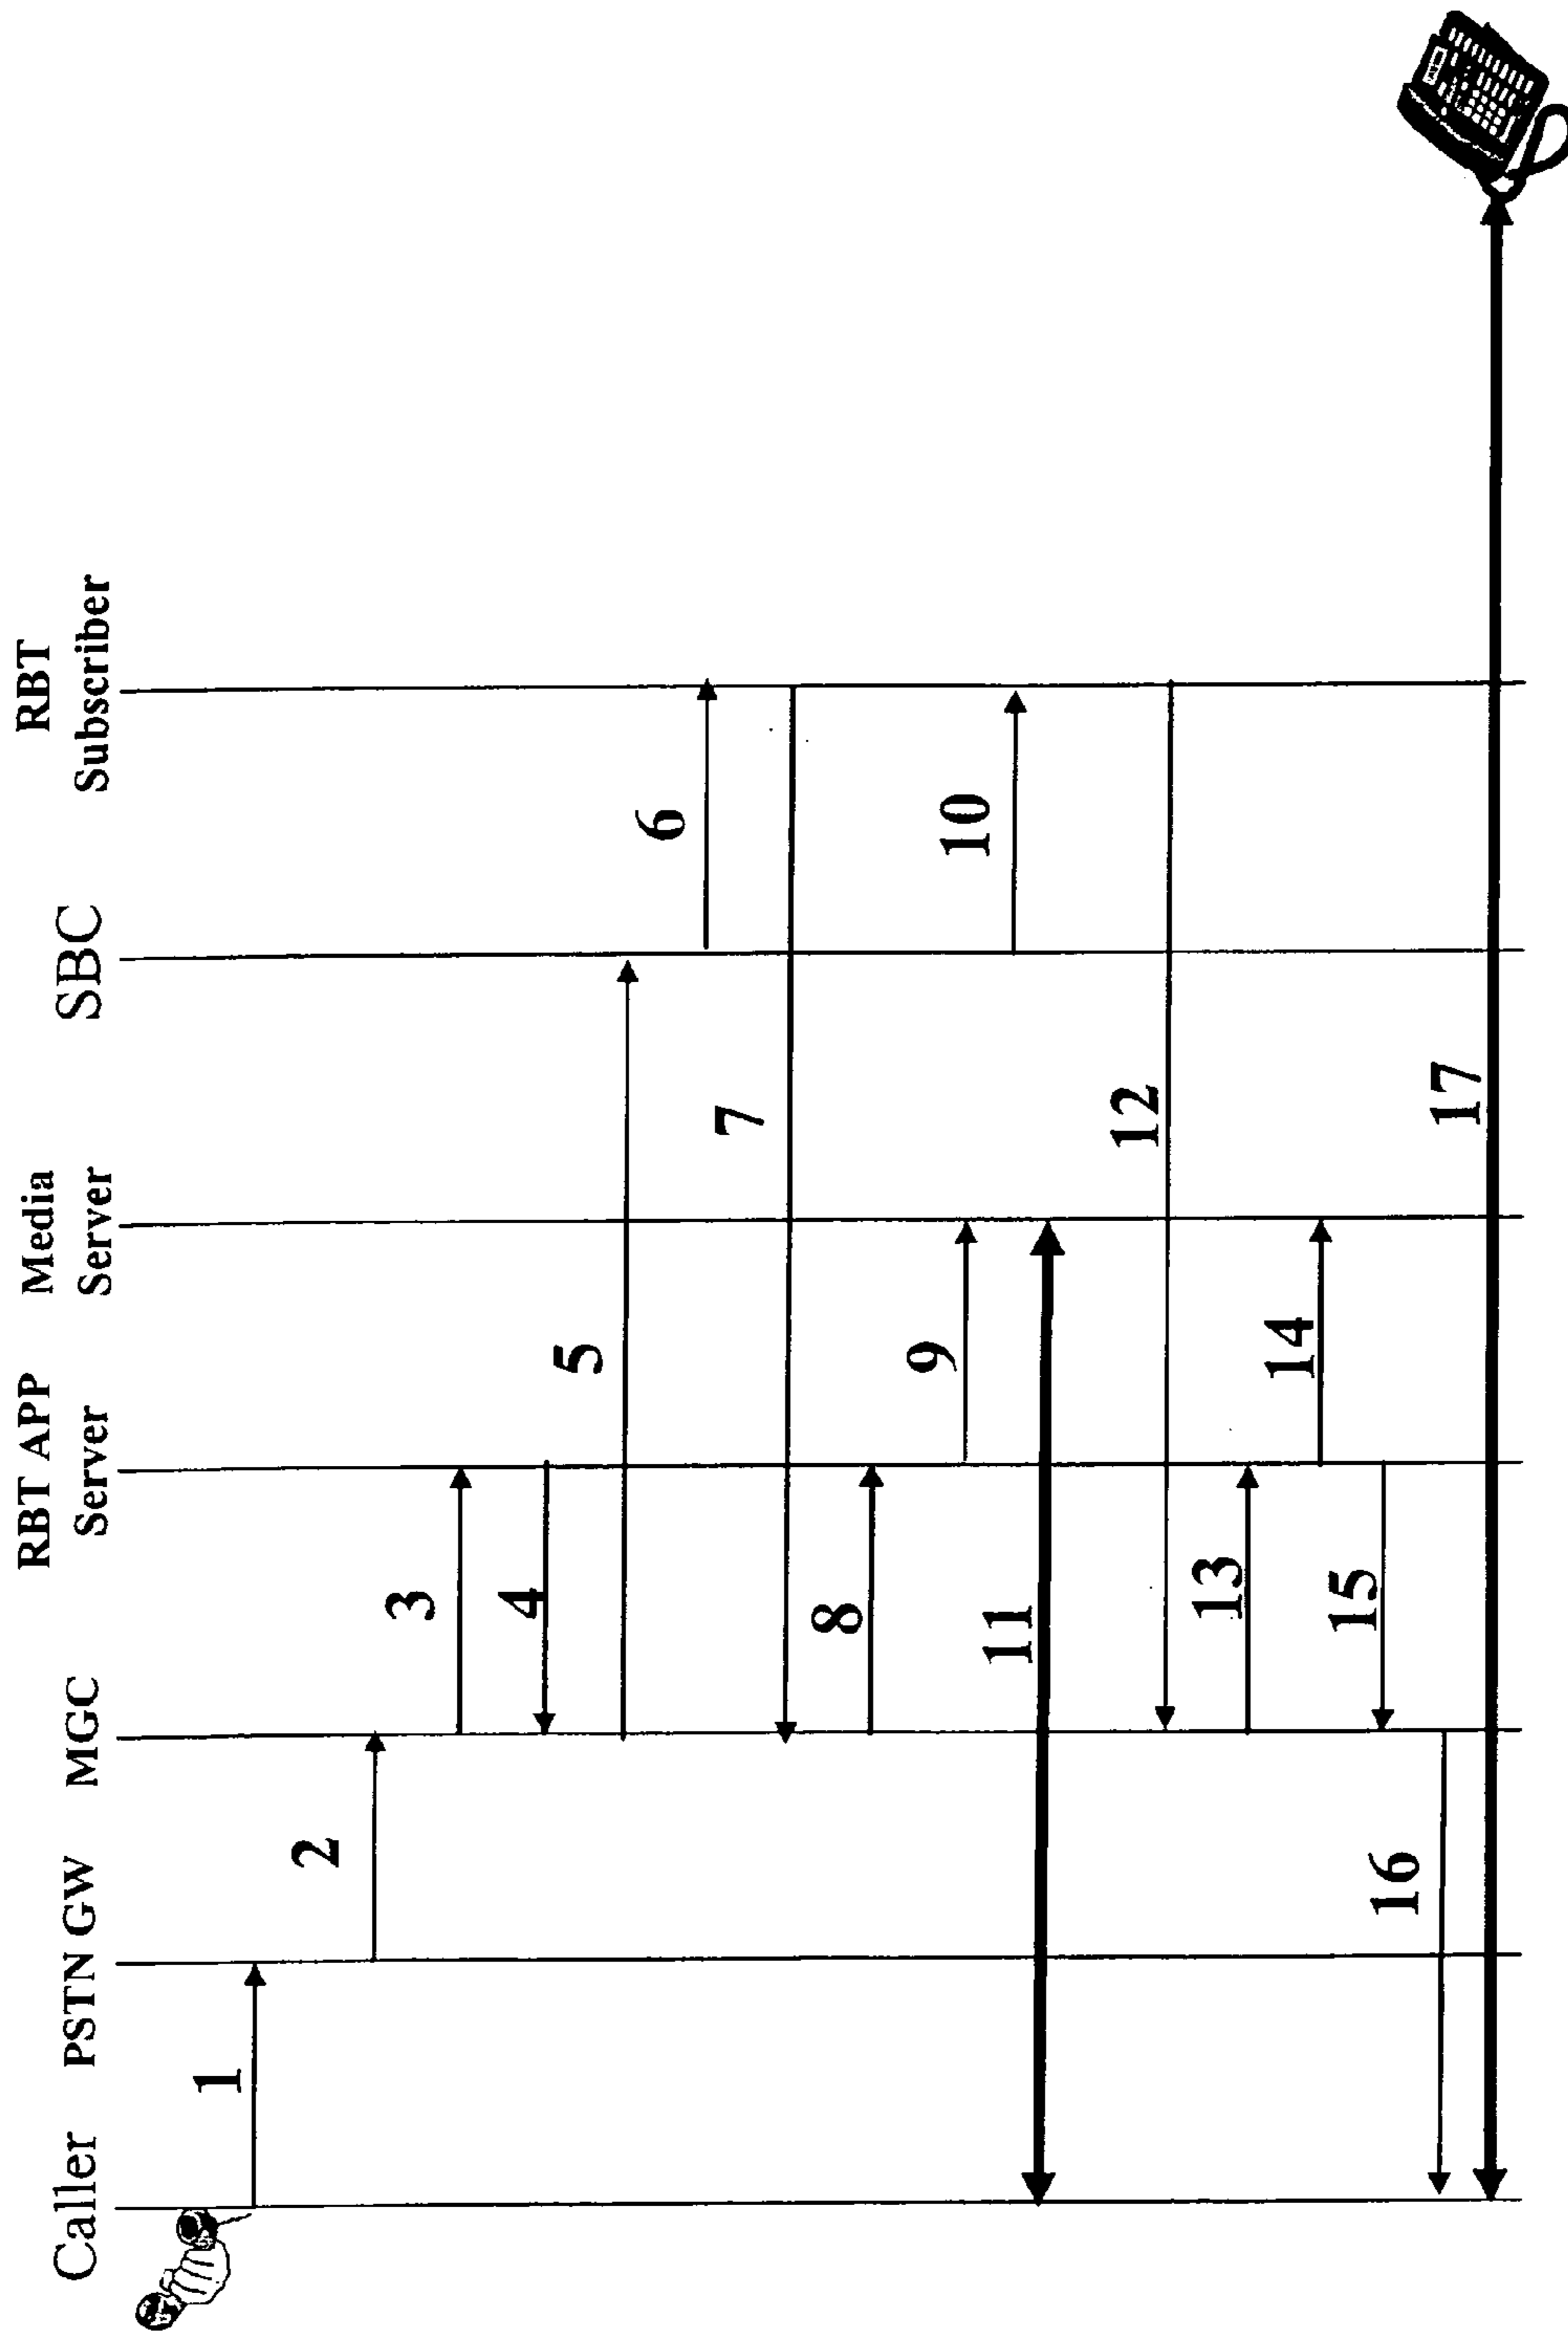 Caller
PSTN GW
MGC
RBT APP
Server
Media
Server
SBC
RBT
Subscriber
1
2
3
4
5
6
7
8
9
10
11
12
13
14
15
16
17